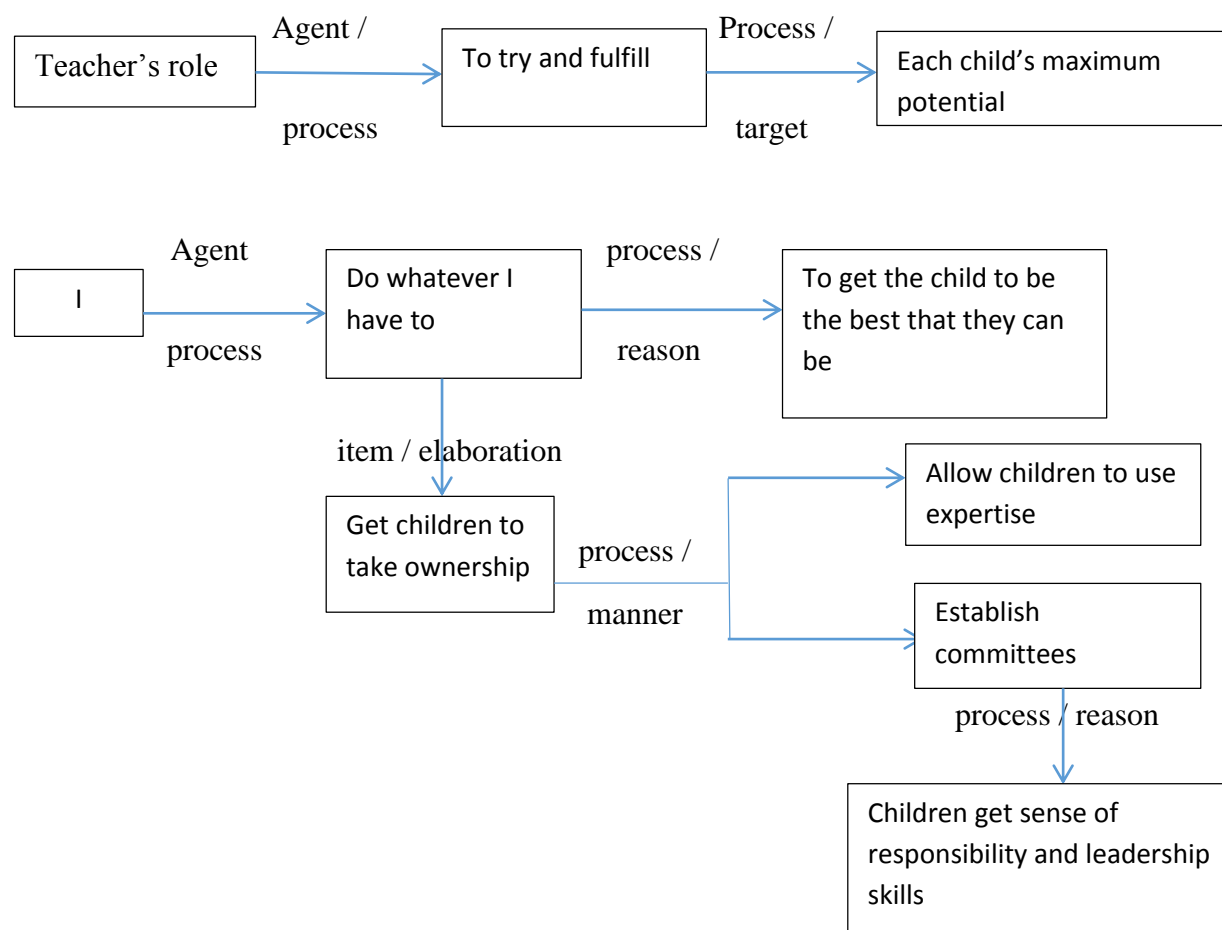 Teacher’s role
Agent /
process
To try and fulfill
Process /
target
Each child’s maximum
potential
I
Agent
process
Do whatever I
have to
process /
reason
To get the child to be
the best that they can
be
item / elaboration
Get children to
take ownership
process /
manner
Allow children to use
expertise
Establish
committees
process / reason
Children get sense of
responsibility and leadership
skills